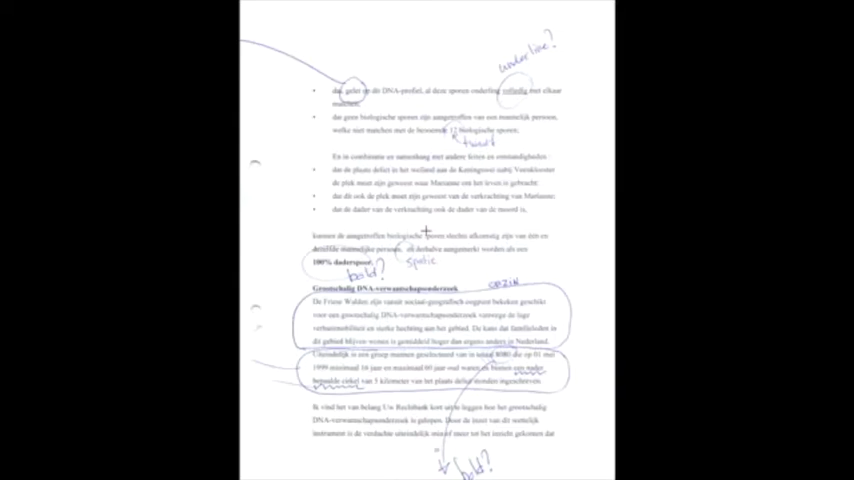 underline?
dat gelet op dit DNA-profiel, al deze sporen onderling volledig met elkaar
matchen;
dat geen biologische sporen zijn aangetroffen van een mannelijk persoon,
welke niet matchen met de benoemde 12 biologische sporen;
twaalf
En in combinatie en samenhang met andere feiten en omstandigheden :
dat de plaats delict in het weiland aan de Keningswei nabij Veenklooster
de plek moet zijn geweest waar Marianne om het leven is gebracht;
dat dit ook de plek moet zijn geweest van de verkrachting van Marianne;
dat de dader van de verkrachting ook de dader van de moord is,
kunnen de aangetroffen biologische sporen slechts afkomstig zijn van één en
dezelfde mannelijke persoon, en derhalve aangemerkt worden als een
100% daderspoor.
spatie
bold?
Grootschalig DNA-verwantschapsonderzoek
De Friese Walden zijn vanuit sociaal-geografisch oogpunt bekeken geschikt
voor een grootschalig DNA-verwantschapsonderzoek vanwege de lage
verhuismobiliteit en sterke hechting aan het gebied. De kans dat familieleden in
dit gebied blijven wonen is gemiddeld hoger dan ergens anders in Nederland.
Uiteindelijk is een groep mannen geselecteerd van in totaal 8080 die op 01 mei
1999 minimaal 16 jaar en maximaal 60 jaar oud waren en binnen een nader
bepaalde cirkel van 5 kilometer van het plaats delict stonden ingeschreven.
Ik vind het van belang Uw Rechtbank kort uit te leggen hoe het grootschalig
DNA-verwantschapsonderzoek is gelopen. Door de inzet van dit wettelijk
instrument is de verdachte uiteindelijk min of meer tot het inzicht gekomen dat
bold?